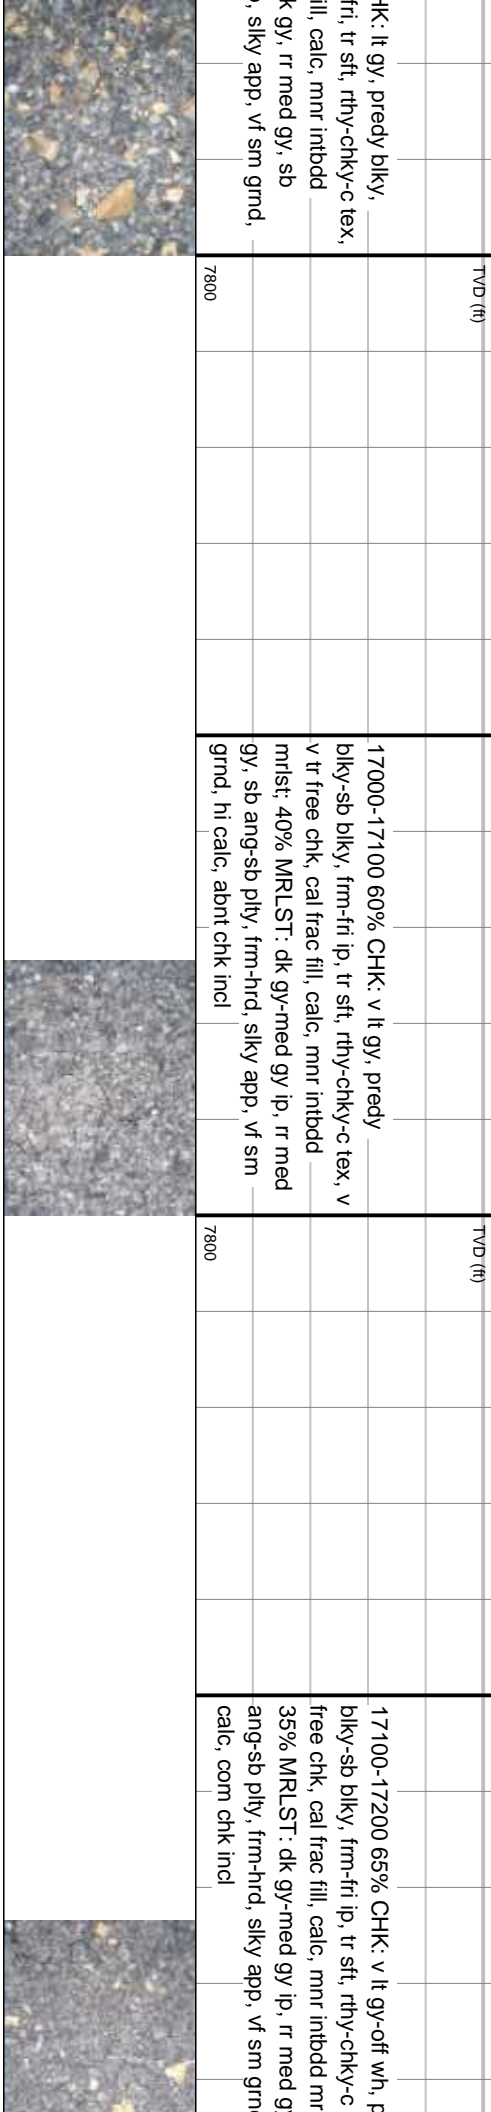 HK: lt gy, predy blky,
fri, tr sft, rthy-chky-c tex,
ill, calc, mnr intbdd
k gy, rr med gy, sb
, slky app, vf sm grnd,
TVD (ft)
7800
17000-17100 60% CHK: v lt gy, predy
blky-sb blky, frm-fri ip, tr sft, rthy-chky-c tex, v
v tr free chk, cal frac fill, calc, mnr intbdd
mrlst; 40% MRLST: dk gy-med gy ip, rr med
gy, sb ang-sb plty, frm-hrd, slky app, vf sm
grnd, hi calc, abnt chk incl
TVD (ft)
7800
17100-17200 65% CHK: v lt gy-off wh, p
blky-sb blky, frm-fri ip, tr sft, rthy-chky-c
free chk, cal frac fill, calc, mnr intbdd mr
35% MRLST: dk gy-med gy ip, rr med g
ang-sb plty, frm-hrd, slky app, vf sm grn
calc, com chk incl